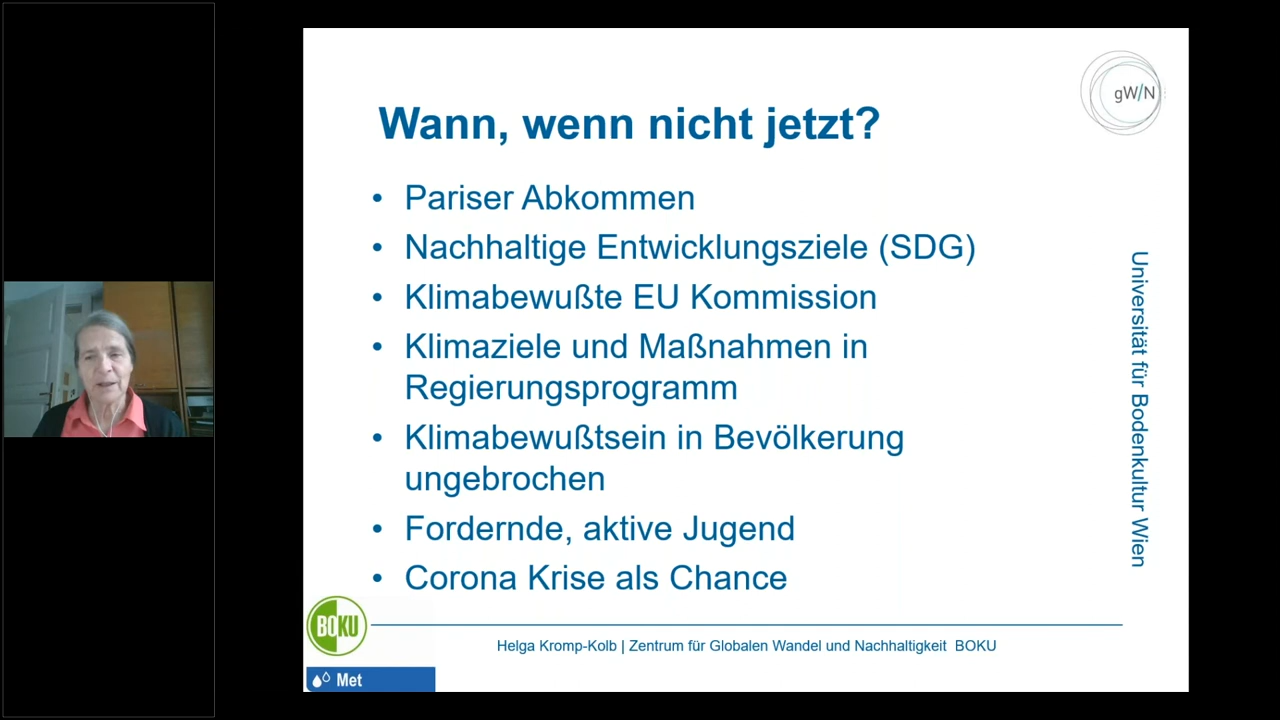 gW/N
Wann, wenn nicht jetzt?
• Pariser Abkommen
• Nachhaltige Entwicklungsziele (SDG)
• Klimabewußte EU Kommission
• Klimaziele und Maßnahmen in
Regierungsprogramm
• Klimabewußtsein in Bevölkerung
ungebrochen
• Fordernde, aktive Jugend
• Corona Krise als Chance
Universität für Bodenkultur Wien
BOKU
Helga Kromp-Kolb | Zentrum für Globalen Wandel und Nachhaltigkeit BOKU
Met